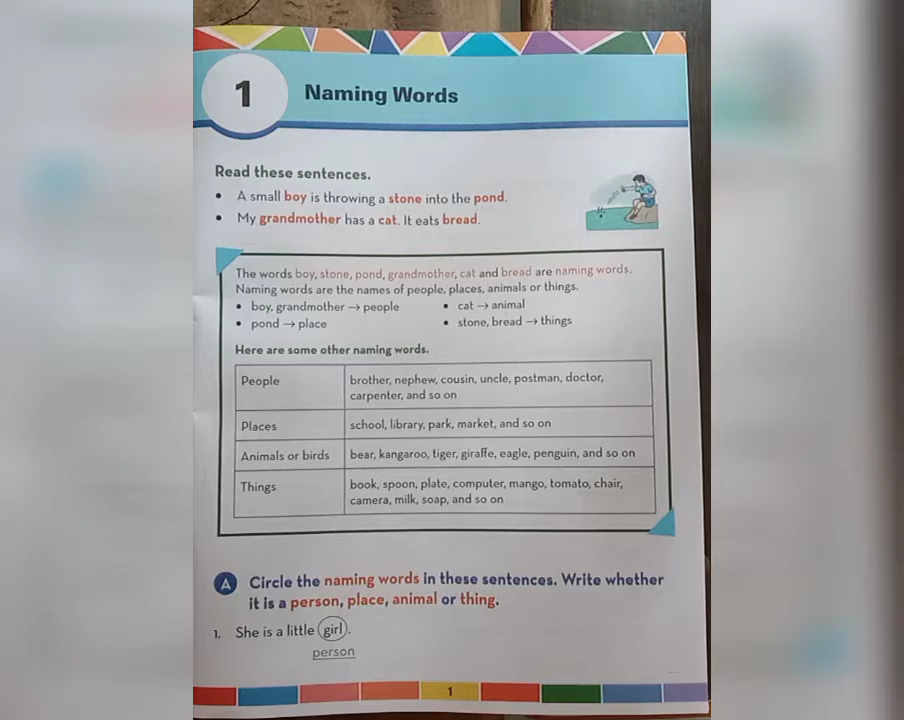 1
Naming Words
Read these sentences.
• A small boy is throwing a stone into the pond.
• My grandmother has a cat. It eats bread.
The words boy, stone, pond, grandmother, cat and bread are naming words.
Naming words are the names of people, places, animals or things.
• boy, grandmother → people
• cat → animal
• pond → place
• stone, bread → things
Here are some other naming words.
People
brother, nephew, cousin, uncle, postman, doctor,
carpenter, and so on
Places
school, library, park, market, and so on
Animals or birds
bear, kangaroo, tiger, giraffe, eagle, penguin, and so on
Things
book, spoon, plate, computer, mango, tomato, chair,
camera, milk, soap, and so on
A Circle the naming words in these sentences. Write whether
it is a person, place, animal or thing.
1. She is a little girl.
person
1